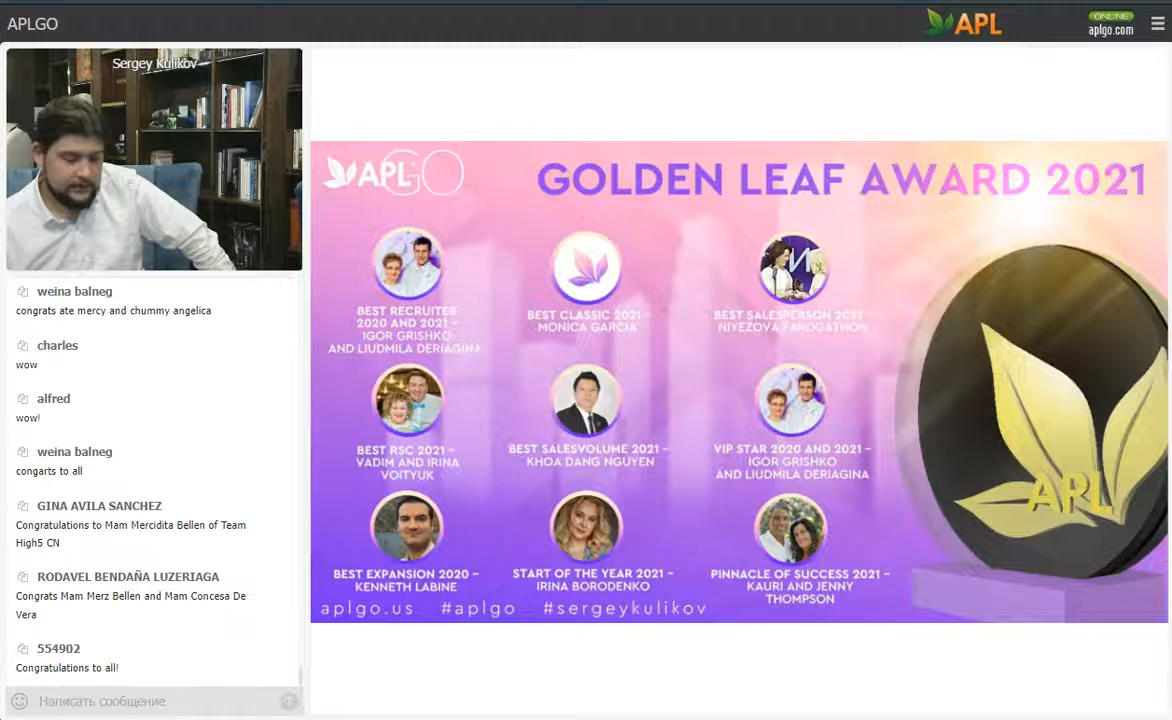 APLGO
APL
ONLINE
aplgo.com
Sergey Kulikov
weina balneg
congrats ate mercy and chummy angelica
charles
wow
alfred
wow!
weina balneg
congarts to all
GINA AVILA SANCHEZ
Congratulations to Mam Mercidita Bellen of Team
High5 CN
RODAVEL BENDAÑA LUZERIAGA
Congrats Mam Merz Bellen and Mam Concesa De
Vera
554902
Congratulations to all!
Написать сообщение
APLGO
GOLDEN LEAF AWARD 2021
BEST RECRUITER
2020 AND 2021 –
IGOR GRISHKO
AND LIUDMILA DERIAGINA
BEST CLASSIC 2021 –
MONICA GARCIA
BEST SALESPERSON 2021 –
NIYEZOVA FAROGATHON
BEST RSC 2021 –
VADIM AND IRINA
VOITYUK
BEST SALESVOLUME 2021 –
KHOA DANG NGUYEN
VIP STAR 2020 AND 2021 –
IGOR GRISHKO
AND LIUDMILA DERIAGINA
BEST EXPANSION 2020 –
KENNETH LABINE
START OF THE YEAR 2021 –
IRINA BORODENKO
PINNACLE OF SUCCESS 2021 –
KAURI AND JENNY
THOMPSON
APL
aplgo.us #aplgo #sergeykulikov